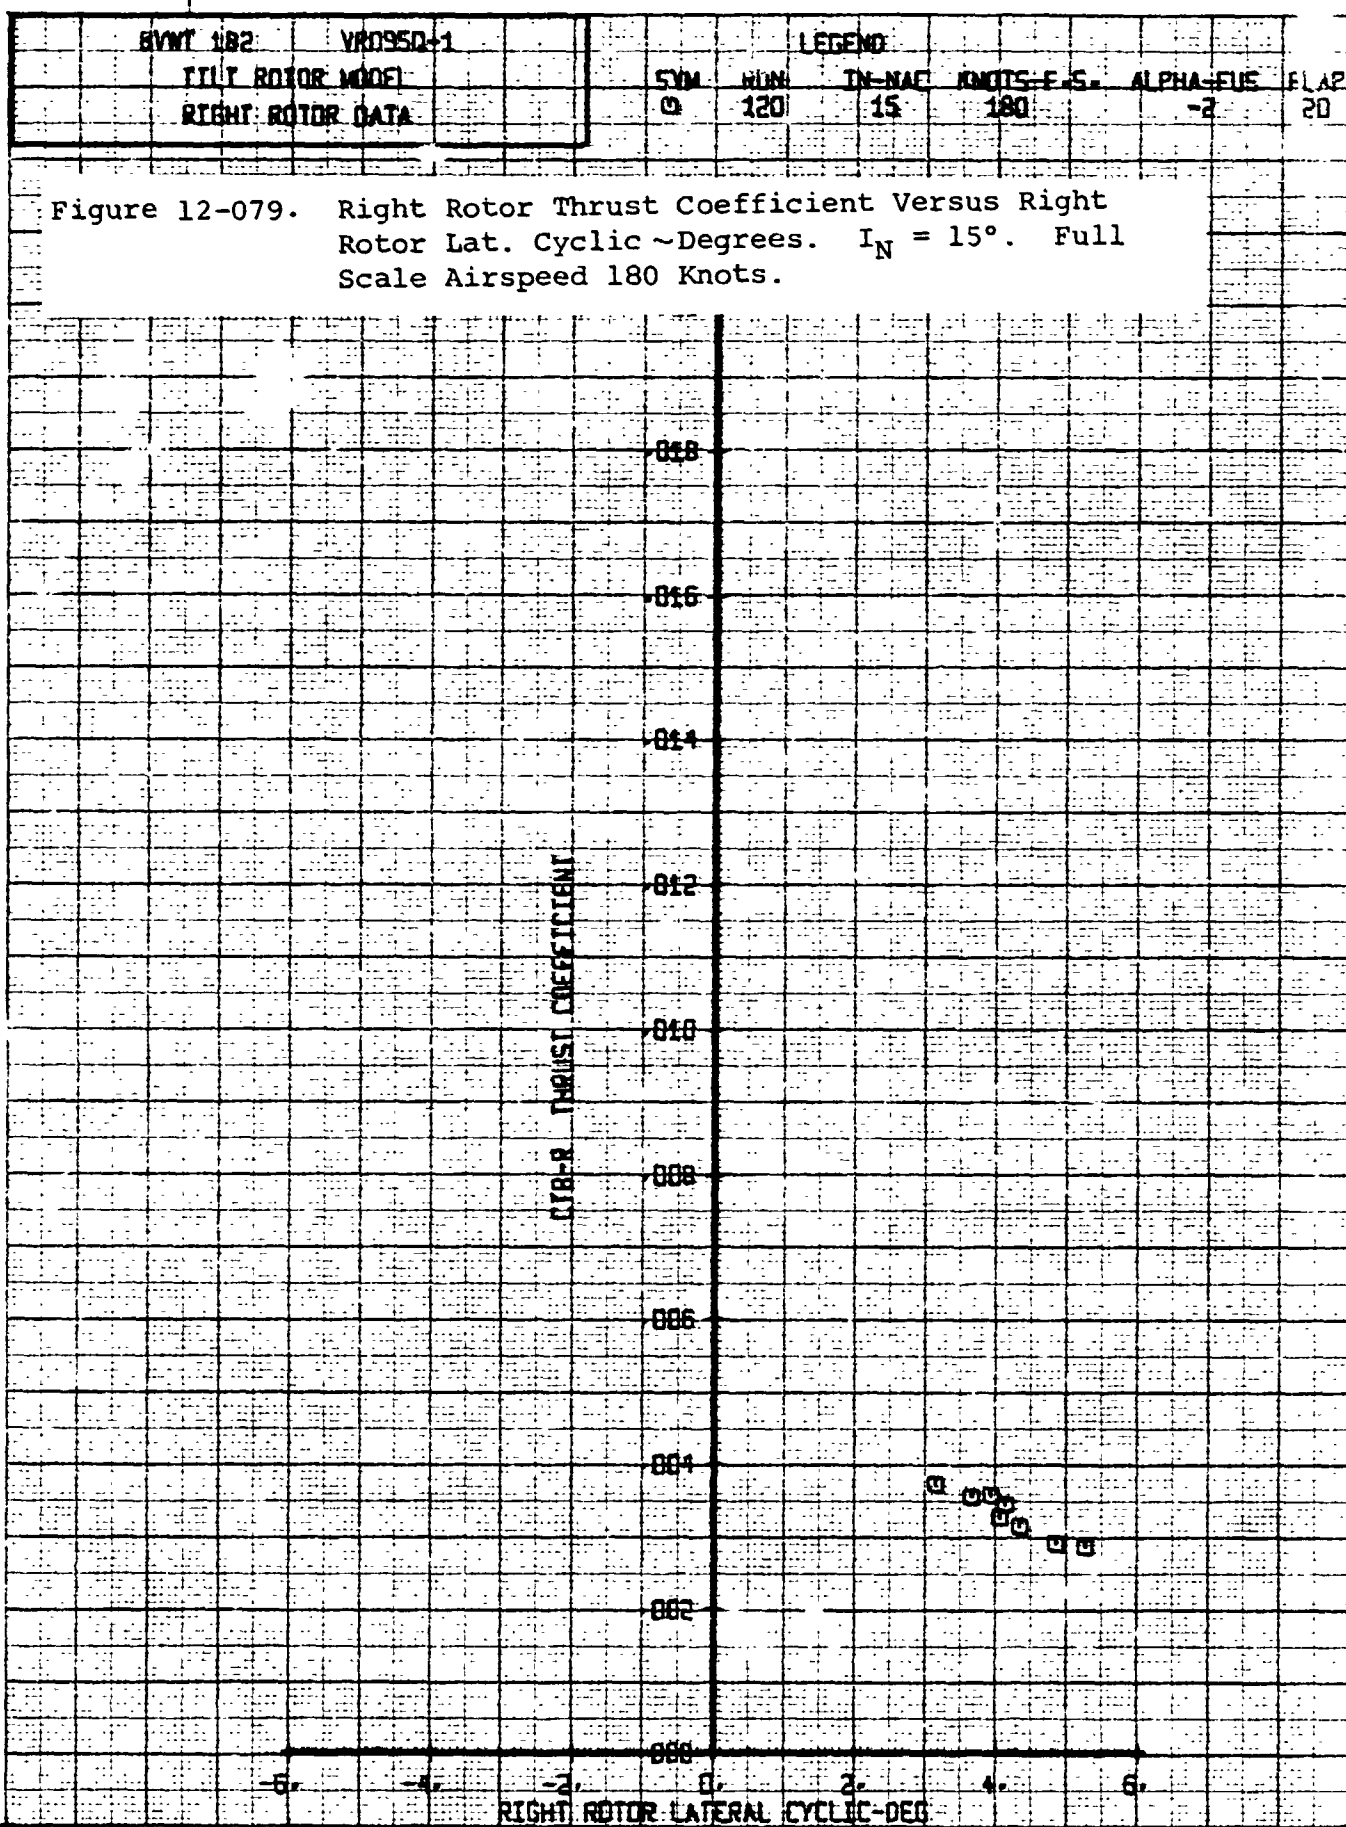 BVWT 182 VR095Q-1
TILT ROTOR MODEL
RIGHT ROTOR DATA
LEGEND
SYM RUN IN-NAC KNOTS-F.S. ALPHA-FUS FLAP
120 15 180 -2 20
Figure 12-079. Right Rotor Thrust Coefficient Versus Right
Rotor Lat. Cyclic ~Degrees. I_N = 15°. Full
Scale Airspeed 180 Knots.
.018
.016
.014
.012
.010
.008
.006
.004
.002
.000
CTB-R THRUST COEFFICIENT
-6. -4. -2. 0. 2. 4. 6.
RIGHT ROTOR LATERAL CYCLIC-DEG